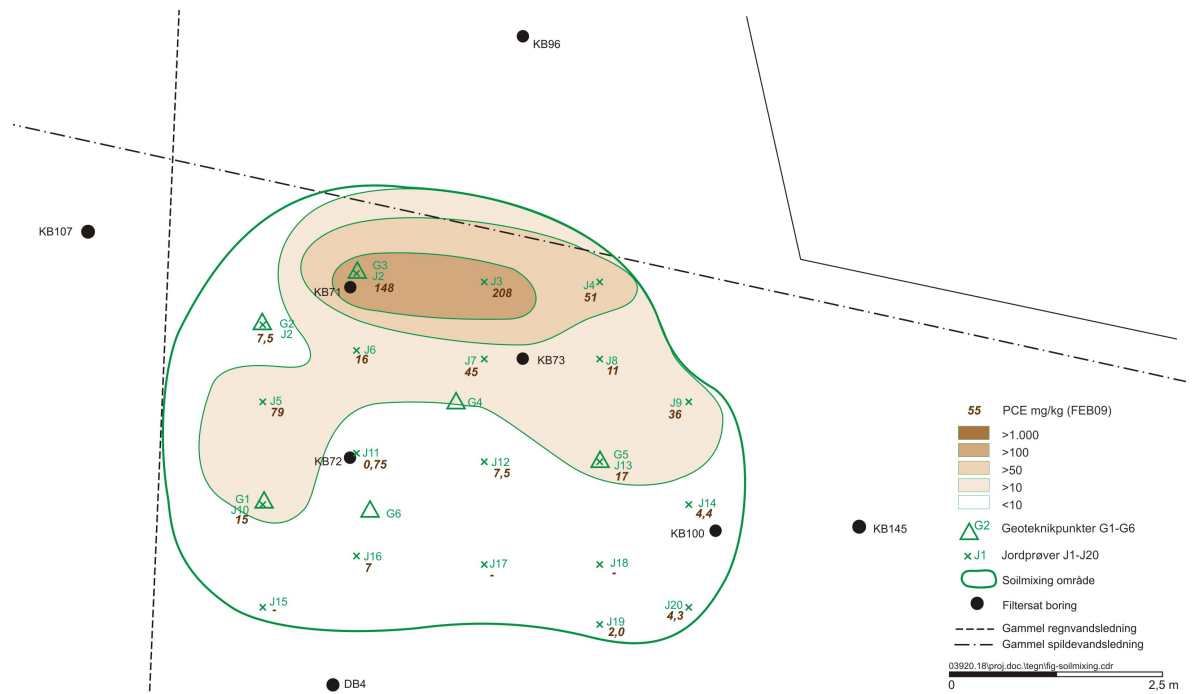 KB96
KB107
G3
J2
148
KB71
J3
208
J4
51
G2
J2
7,5
J6
16
J7
45
KB73
J8
11
J5
79
G4
J9
36
KB72
J11
0,75
J12
7,5
G5
J13
17
G1
J10
15
G6
J14
4,4
KB100
KB145
J16
7
J17
-
J18
-
J15
-
J19
2,0
J20
4,3
DB4
55 PCE mg/kg (FEB09)
>1.000
>100
>50
>10
<10
G2 Geoteknikpunkter G1-G6
J1 Jordprøver J1-J20
Soilmixing område
Filtersat boring
Gammel regnvandsledning
Gammel spildevandsledning
03920.18\proj.doc.\tegn\fig-soilmixing.cdr
0 2,5 m